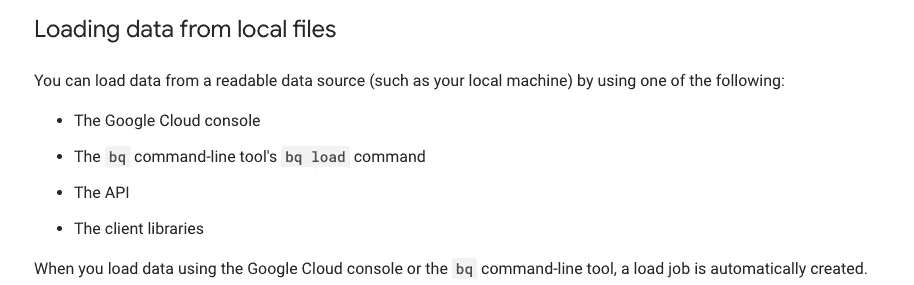 Loading data from local files
You can load data from a readable data source (such as your local machine) by using one of the following:
• The Google Cloud console
• The bq command-line tool's bq load command
• The API
• The client libraries
When you load data using the Google Cloud console or the bq command-line tool, a load job is automatically created.